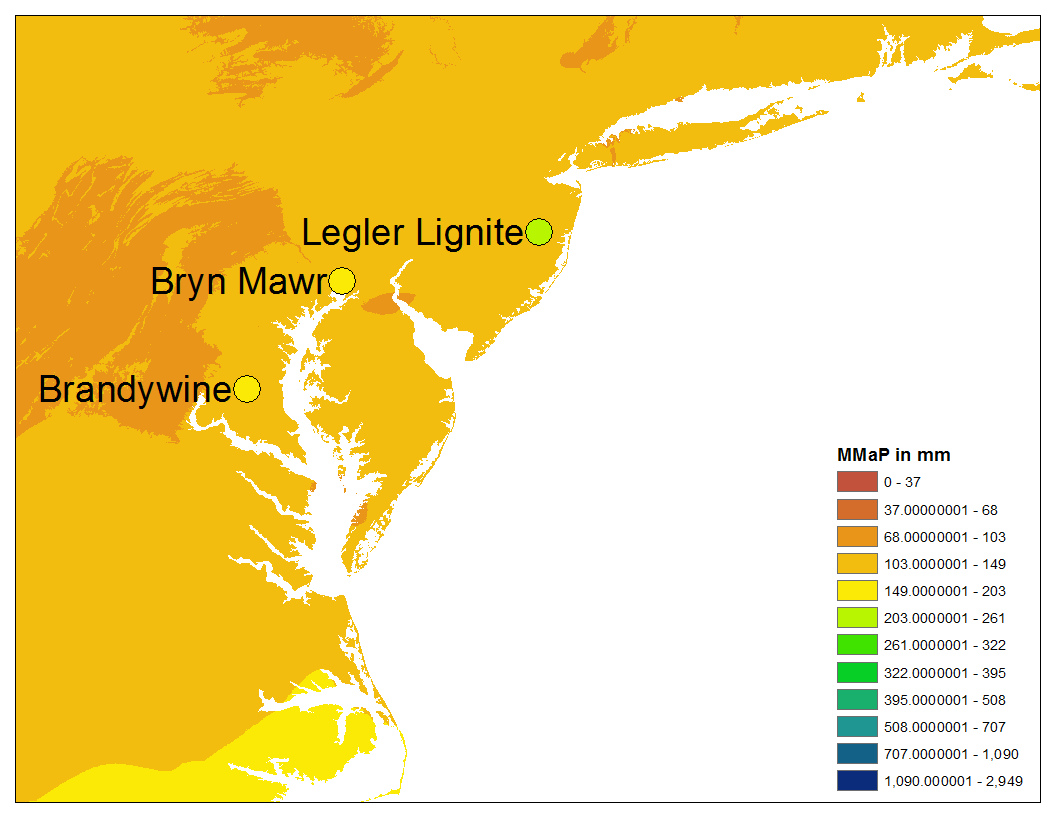 Legler Lignite
Bryn Mawr
Brandywine
MMaP in mm
0 - 37
37.00000001 - 68
68.00000001 - 103
103.0000001 - 149
149.0000001 - 203
203.0000001 - 261
261.0000001 - 322
322.0000001 - 395
395.0000001 - 508
508.0000001 - 707
707.0000001 - 1,090
1,090.000001 - 2,949